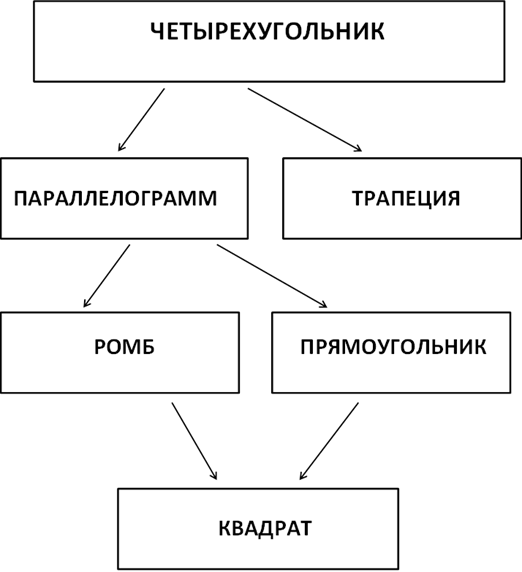 ЧЕТЫРЕХУГОЛЬНИК
ПАРАЛЛЕЛОГРАММ
ТРАПЕЦИЯ
РОМБ
ПРЯМОУГОЛЬНИК
КВАДРАТ